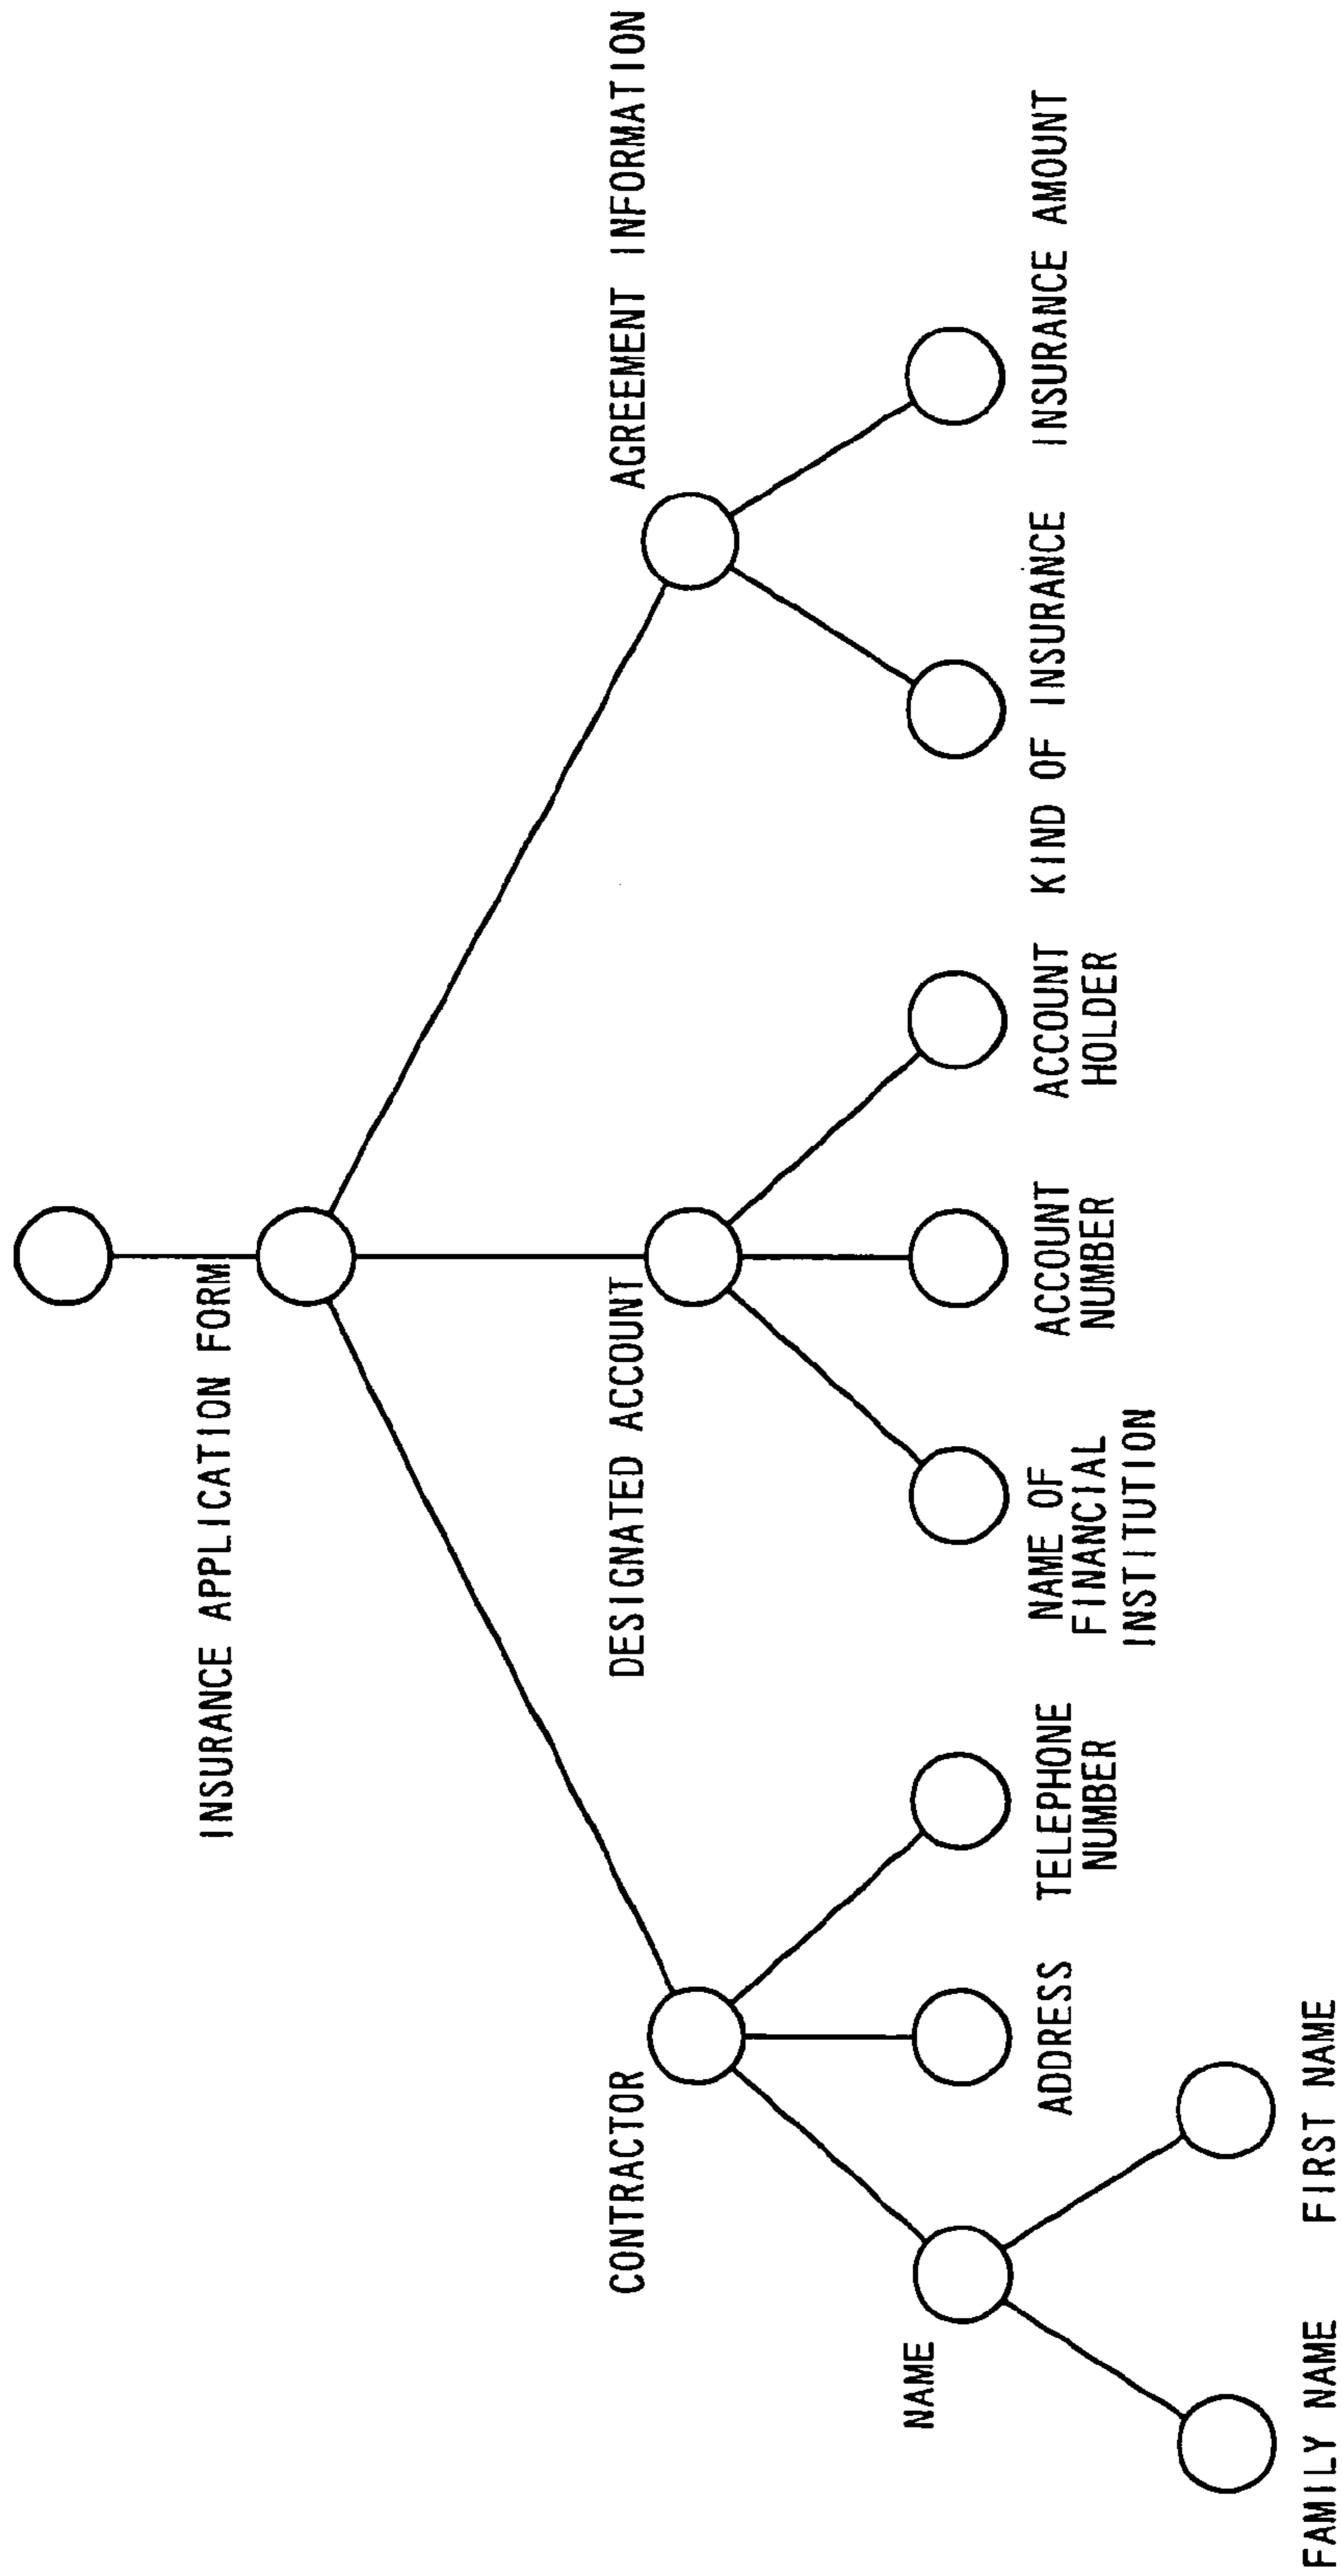 INSURANCE APPLICATION FORM
CONTRACTOR
DESIGNATED ACCOUNT
AGREEMENT INFORMATION
NAME
ADDRESS
TELEPHONE
NUMBER
NAME OF
FINANCIAL
INSTITUTION
ACCOUNT
NUMBER
ACCOUNT
HOLDER
KIND OF INSURANCE
INSURANCE AMOUNT
FAMILY NAME
FIRST NAME